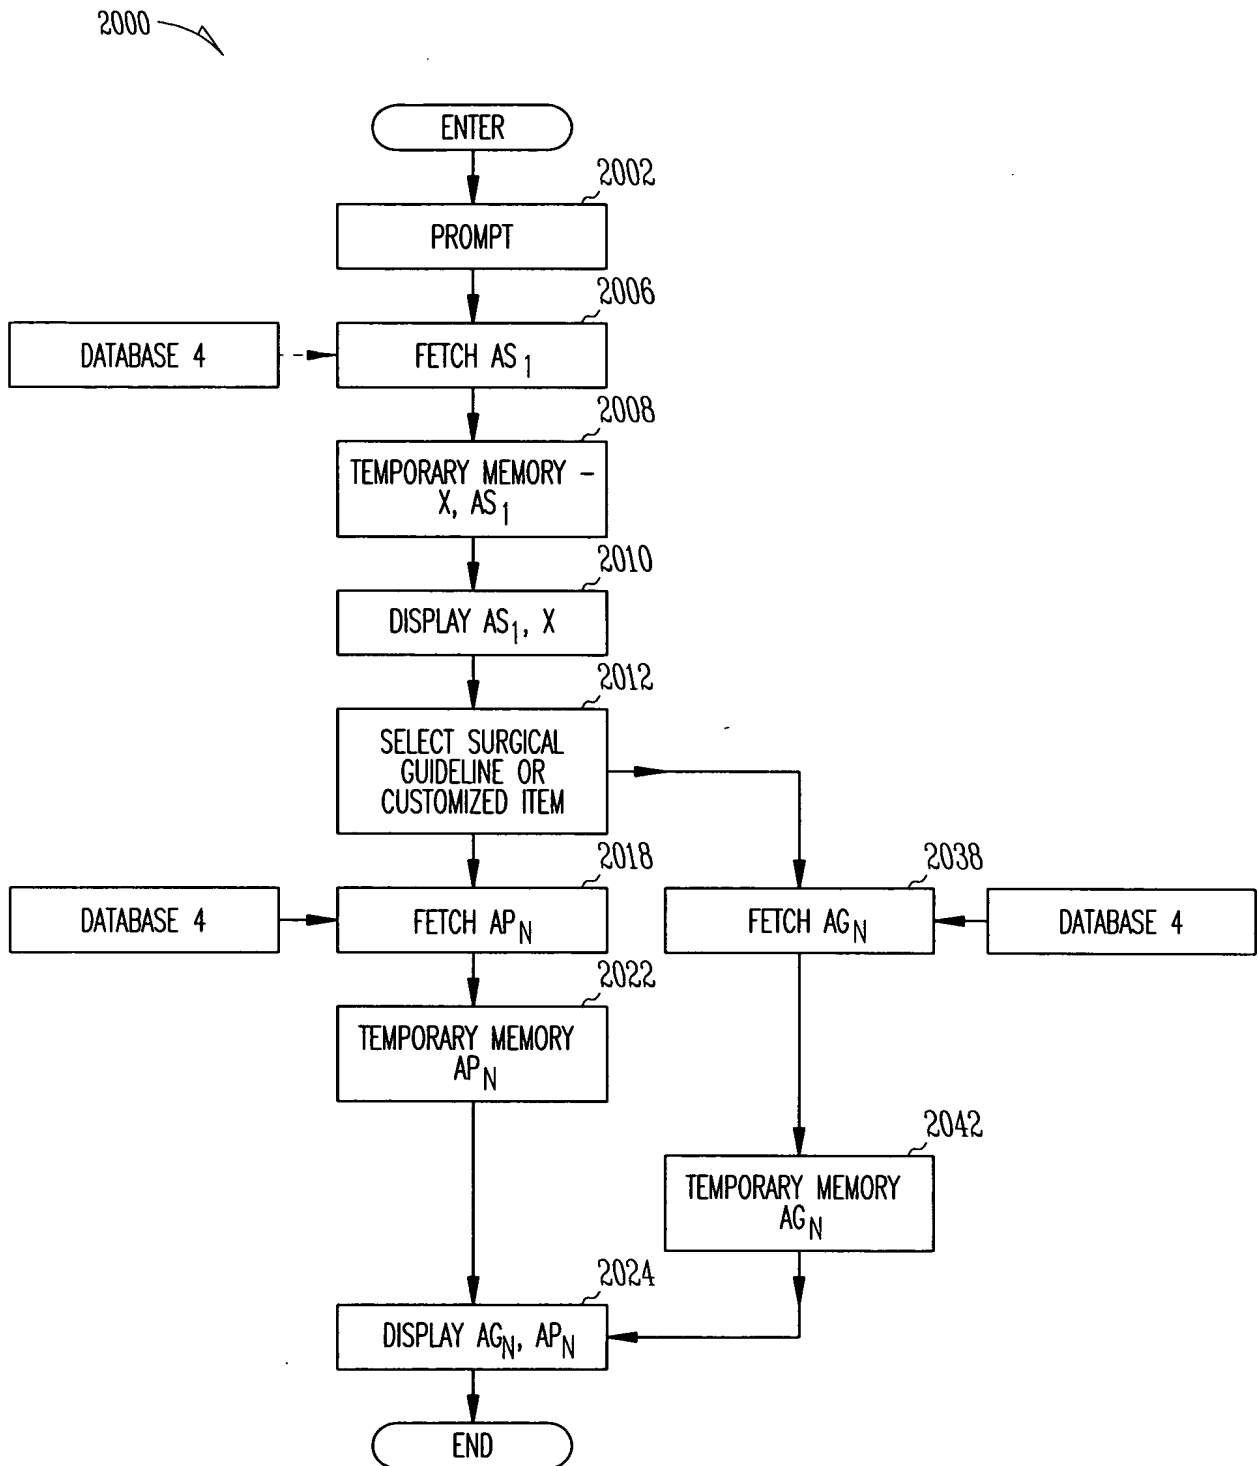 2000
ENTER
2002
PROMPT
2006
DATABASE 4
FETCH AS1
2008
TEMPORARY MEMORY -
X, AS1
2010
DISPLAY AS1, X
2012
SELECT SURGICAL
GUIDELINE OR
CUSTOMIZED ITEM
2018
2038
DATABASE 4
FETCH APN
FETCH AGN
DATABASE 4
2022
TEMPORARY MEMORY
APN
2042
TEMPORARY MEMORY
AGN
2024
DISPLAY AGN, APN
END